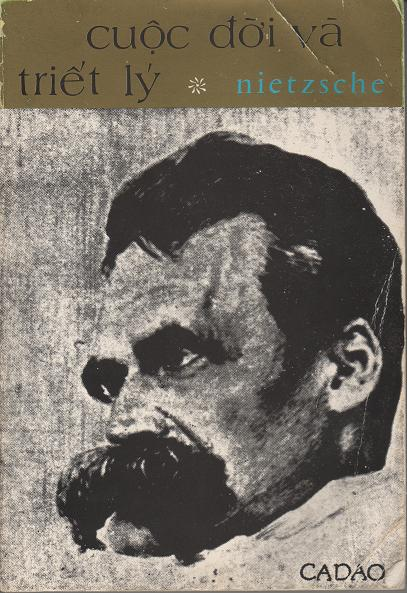 cuộc đời và
triết lý * nietzsche
CADAO